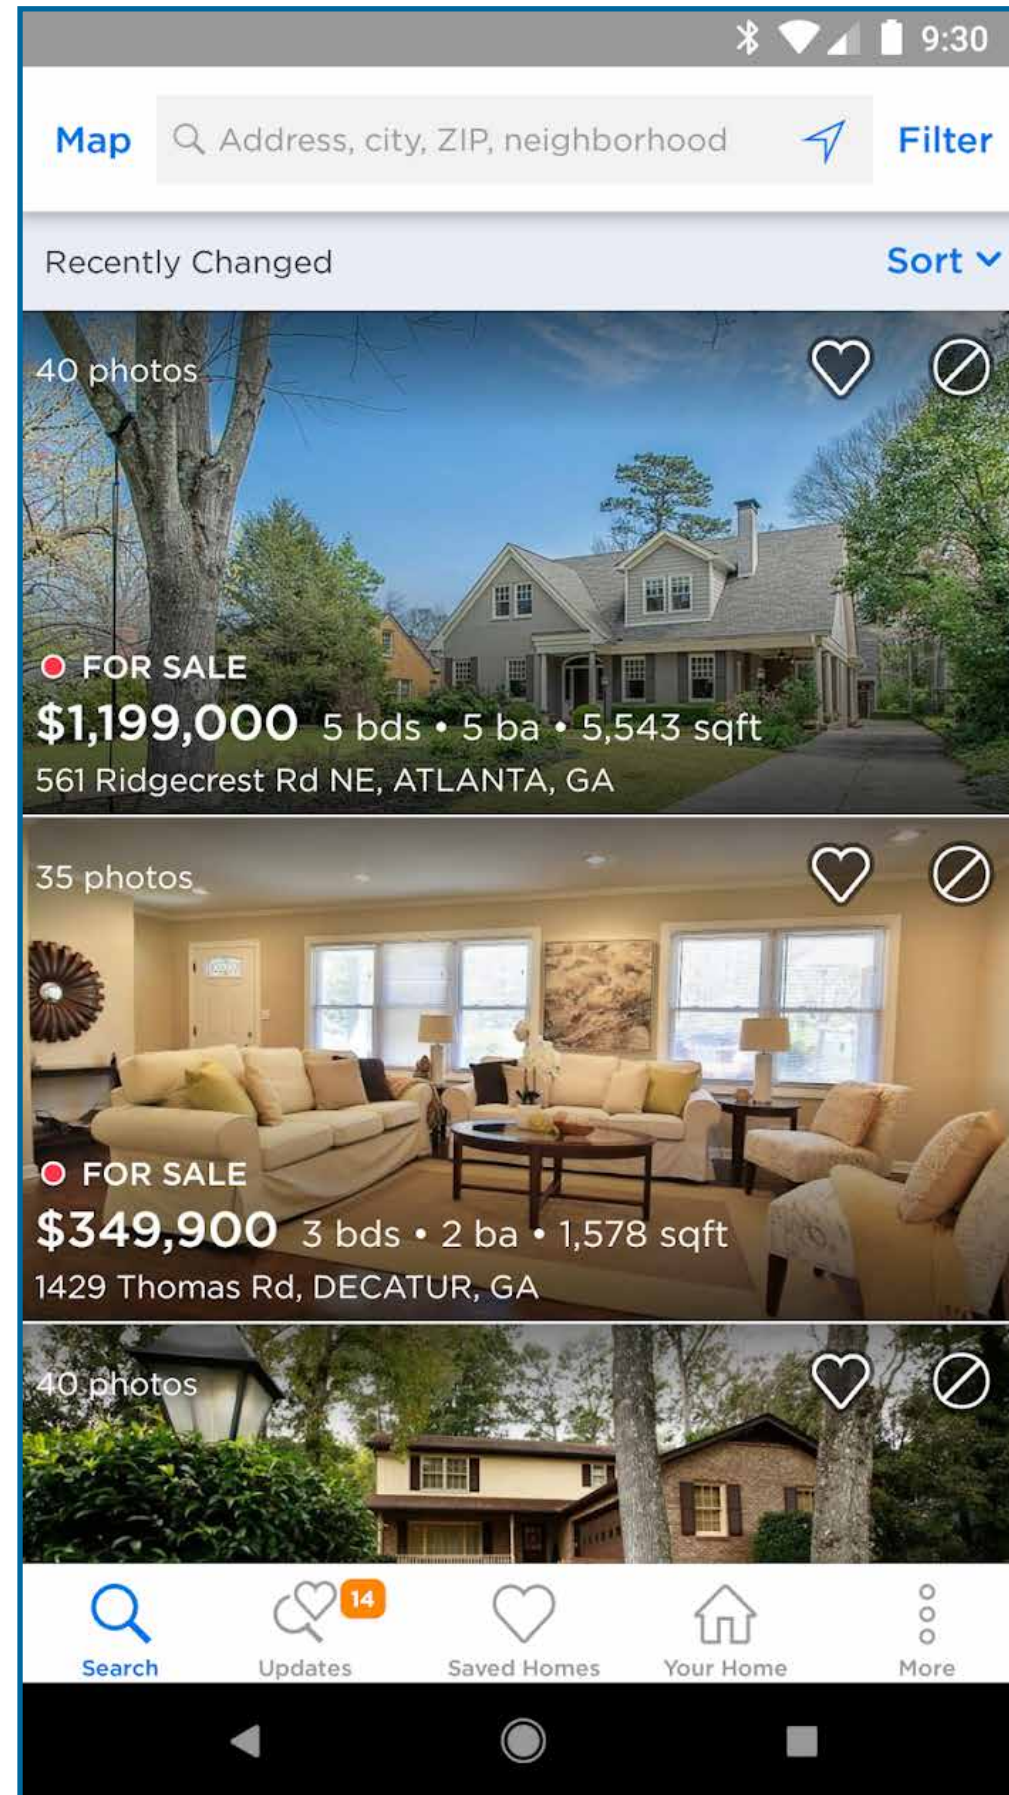 9:30
Map
Address, city, ZIP, neighborhood
Filter
Recently Changed
Sort
40 photos
FOR SALE
$1,199,000 5 bds • 5 ba • 5,543 sqft
561 Ridgecrest Rd NE, ATLANTA, GA
35 photos
FOR SALE
$349,900 3 bds • 2 ba • 1,578 sqft
1429 Thomas Rd, DECATUR, GA
40 photos
14
Search
Updates
Saved Homes
Your Home
More